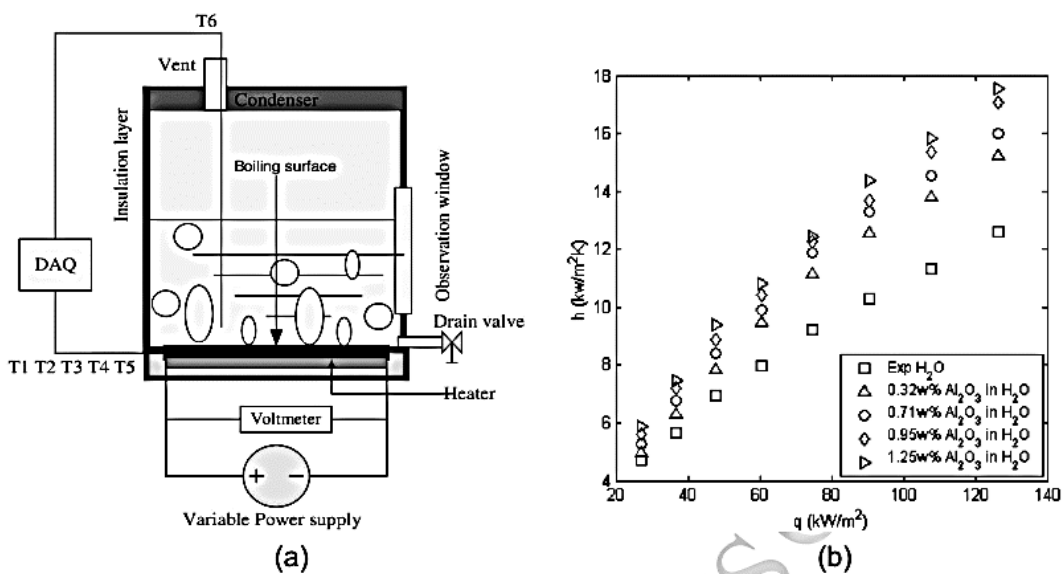 T6
Vent
Condenser
Insulation layer
Boiling surface
Observation window
DAQ
Drain valve
T1 T2 T3 T4 T5
Heater
Voltmeter
+ −
Variable Power supply
(a)
18
16
14
12
10
8
6
4
h (kw/m²K)
Exp H₂O
0.32w% Al₂O₃ in H₂O
0.71w% Al₂O₃ in H₂O
0.95w% Al₂O₃ in H₂O
1.25w% Al₂O₃ in H₂O
20 40 60 80 100 120 140
q (kW/m²)
(b)